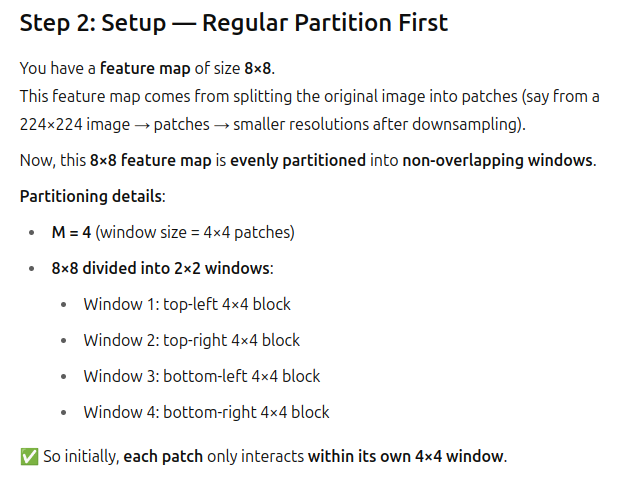 Step 2: Setup — Regular Partition First
You have a feature map of size 8×8.
This feature map comes from splitting the original image into patches (say from a
224×224 image → patches → smaller resolutions after downsampling).
Now, this 8×8 feature map is evenly partitioned into non-overlapping windows.
Partitioning details:
• M = 4 (window size = 4×4 patches)
• 8×8 divided into 2×2 windows:
• Window 1: top-left 4×4 block
• Window 2: top-right 4×4 block
• Window 3: bottom-left 4×4 block
• Window 4: bottom-right 4×4 block
✅ So initially, each patch only interacts within its own 4×4 window.